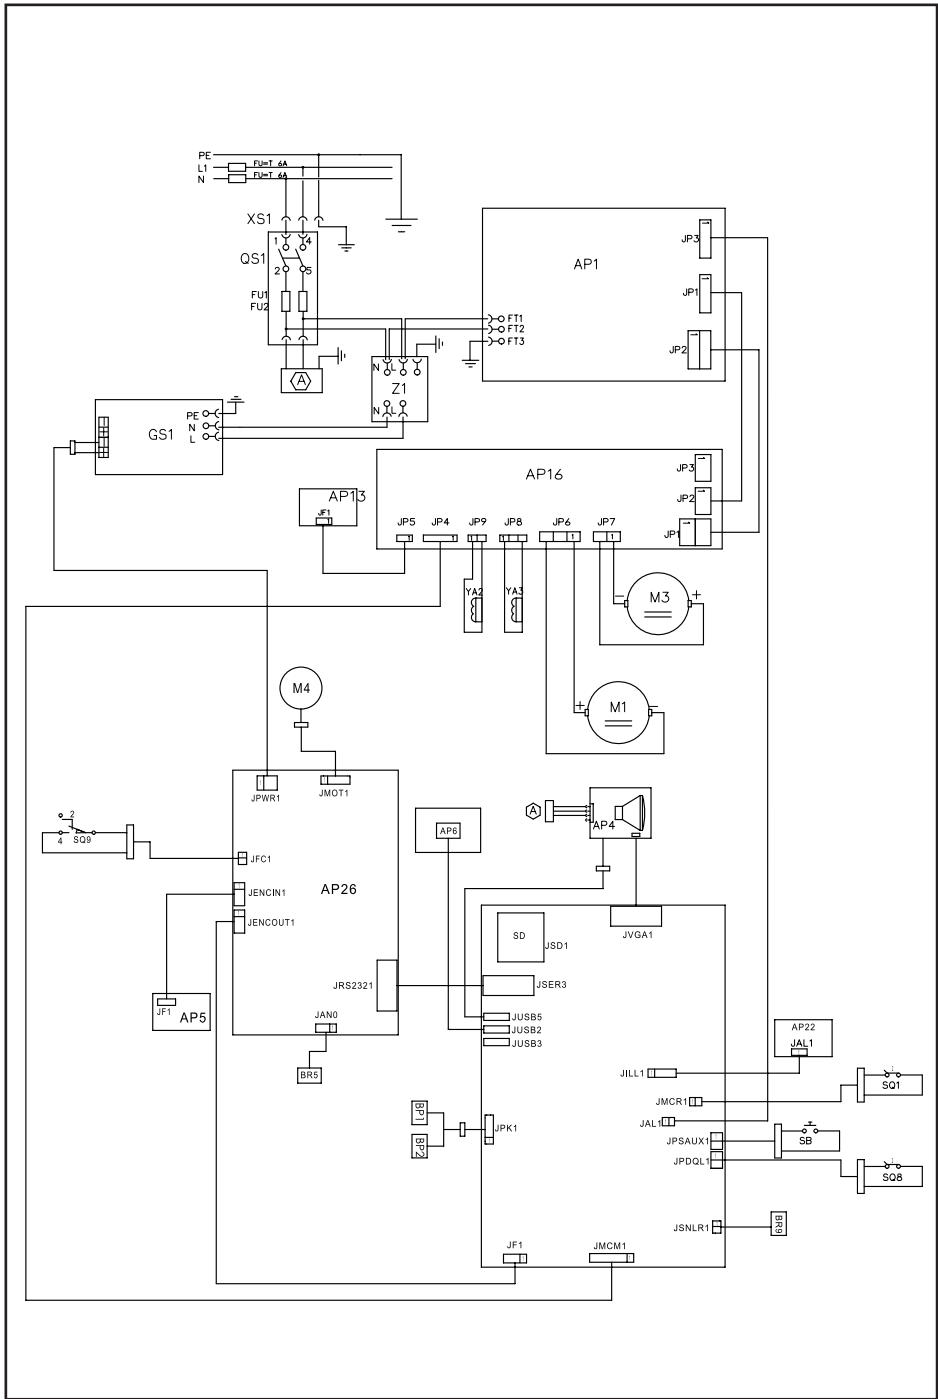 PE
L1 FU=T 6A
N FU=T 6A
XS1
1 4
QS1
2 5
FU1
FU2
A
AP1
JP3
JP1
JP2
FT1
FT2
FT3
N L
Z1
N L
GS1
PE
N
L
AP16
JP3
JP2
JP1
AP13
JF1
JP5 JP4 JP9 JP8 JP6 JP7
1 1 1 1 1 1
YA2 YA3
M3
− +
M1
+ −
M4
JPWR1 JMOT1
2
4 SQ9
JFC1
JENCIN1
AP26
JENCOUT1
JRS2321
JF1 AP5
JAN0
BR5
AP6
A
AP4
JVGA1
SD
JSD1
JSER3
JUSB5
JUSB2
JUSB3
AP22
JAL1
JILL1
SQ1
JMCR1
JAL1
BP1
BP2
JPK1
JPSAUX1
SB
JPDQL1
SQ8
JSNLR1
BR9
JF1
JMCM1